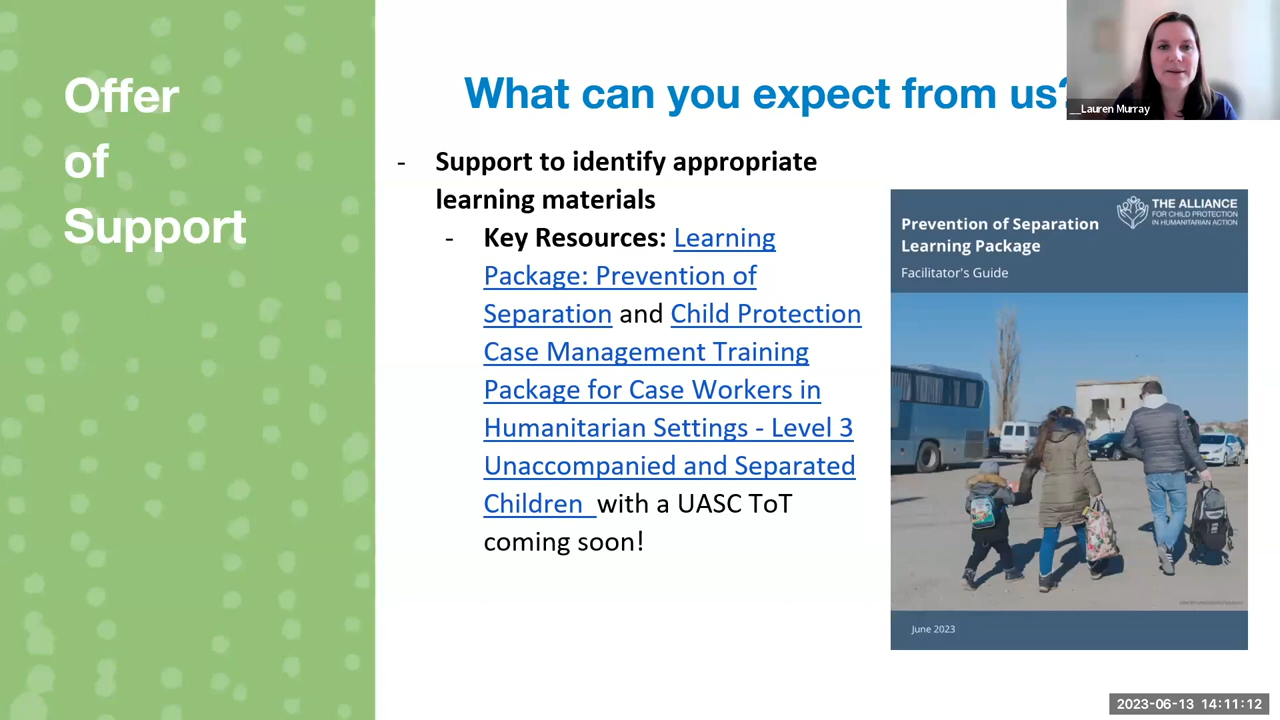 Offer
of
Support
What can you expect from us?
__Lauren Murray
- Support to identify appropriate
learning materials
- Key Resources: Learning
Package: Prevention of
Separation and Child Protection
Case Management Training
Package for Case Workers in
Humanitarian Settings - Level 3
Unaccompanied and Separated
Children with a UASC ToT
coming soon!
THE ALLIANCE
FOR CHILD PROTECTION
IN HUMANITARIAN ACTION
Prevention of Separation
Learning Package
Facilitator's Guide
June 2023
2023-06-13 14:11:12